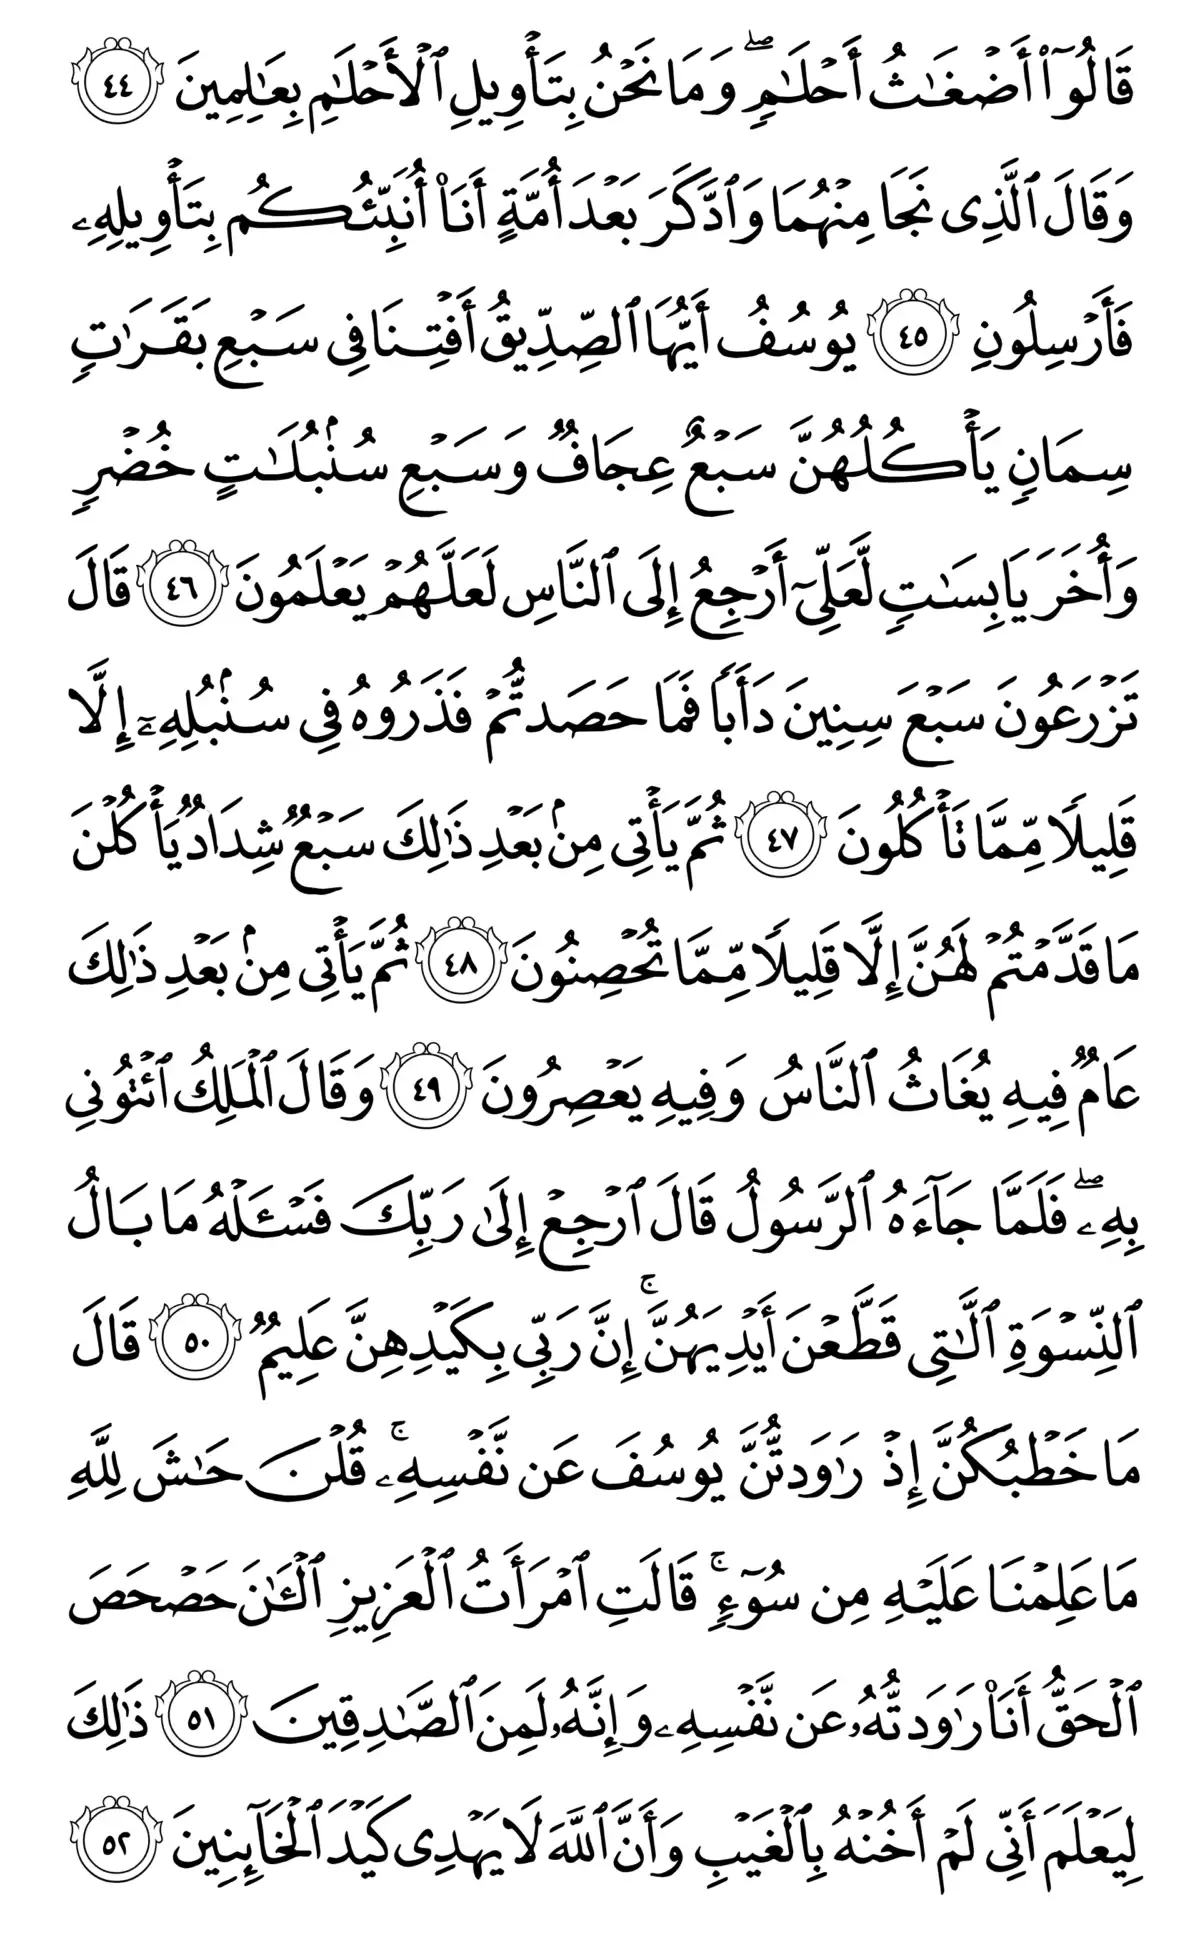 قَالُوٓا۟ أَضْغَـٰثُ أَحْلَـٰمٍ ۖ وَمَا نَحْنُ بِتَأْوِيلِ ٱلْأَحْلَـٰمِ بِعَـٰلِمِينَ ٤٤
وَقَالَ ٱلَّذِى نَجَا مِنْهُمَا وَٱدَّكَرَ بَعْدَ أُمَّةٍ أَنَا۠ أُنَبِّئُكُم بِتَأْوِيلِهِۦ
فَأَرْسِلُونِ ٤٥ يُوسُفُ أَيُّهَا ٱلصِّدِّيقُ أَفْتِنَا فِى سَبْعِ بَقَرَٰتٍ
سِمَانٍ يَأْكُلُهُنَّ سَبْعٌ عِجَافٌ وَسَبْعِ سُنۢبُلَـٰتٍ خُضْرٍ
وَأُخَرَ يَابِسَـٰتٍ لَّعَلِّىٓ أَرْجِعُ إِلَى ٱلنَّاسِ لَعَلَّهُمْ يَعْلَمُونَ ٤٦ قَالَ
تَزْرَعُونَ سَبْعَ سِنِينَ دَأَبًا فَمَا حَصَدتُّمْ فَذَرُوهُ فِى سُنۢبُلِهِۦٓ إِلَّا
قَلِيلًا مِّمَّا تَأْكُلُونَ ٤٧ ثُمَّ يَأْتِى مِنۢ بَعْدِ ذَٰلِكَ سَبْعٌ شِدَادٌ يَأْكُلْنَ
مَا قَدَّمْتُمْ لَهُنَّ إِلَّا قَلِيلًا مِّمَّا تُحْصِنُونَ ٤٨ ثُمَّ يَأْتِى مِنۢ بَعْدِ ذَٰلِكَ
عَامٌ فِيهِ يُغَاثُ ٱلنَّاسُ وَفِيهِ يَعْصِرُونَ ٤٩ وَقَالَ ٱلْمَلِكُ ٱئْتُونِى
بِهِۦ ۖ فَلَمَّا جَآءَهُ ٱلرَّسُولُ قَالَ ٱرْجِعْ إِلَىٰ رَبِّكَ فَسْـَٔلْهُ مَا بَالُ
ٱلنِّسْوَةِ ٱلَّـٰتِى قَطَّعْنَ أَيْدِيَهُنَّ ۚ إِنَّ رَبِّى بِكَيْدِهِنَّ عَلِيمٌ ٥٠ قَالَ
مَا خَطْبُكُنَّ إِذْ رَٰوَدتُّنَّ يُوسُفَ عَن نَّفْسِهِۦ ۚ قُلْنَ حَـٰشَ لِلَّهِ
مَا عَلِمْنَا عَلَيْهِ مِن سُوٓءٍ ۚ قَالَتِ ٱمْرَأَتُ ٱلْعَزِيزِ ٱلْـَٔـٰنَ حَصْحَصَ
ٱلْحَقُّ أَنَا۠ رَٰوَدتُّهُۥ عَن نَّفْسِهِۦ وَإِنَّهُۥ لَمِنَ ٱلصَّـٰدِقِينَ ٥١ ذَٰلِكَ
لِيَعْلَمَ أَنِّى لَمْ أَخُنْهُ بِٱلْغَيْبِ وَأَنَّ ٱللَّهَ لَا يَهْدِى كَيْدَ ٱلْخَآئِنِينَ ٥٢